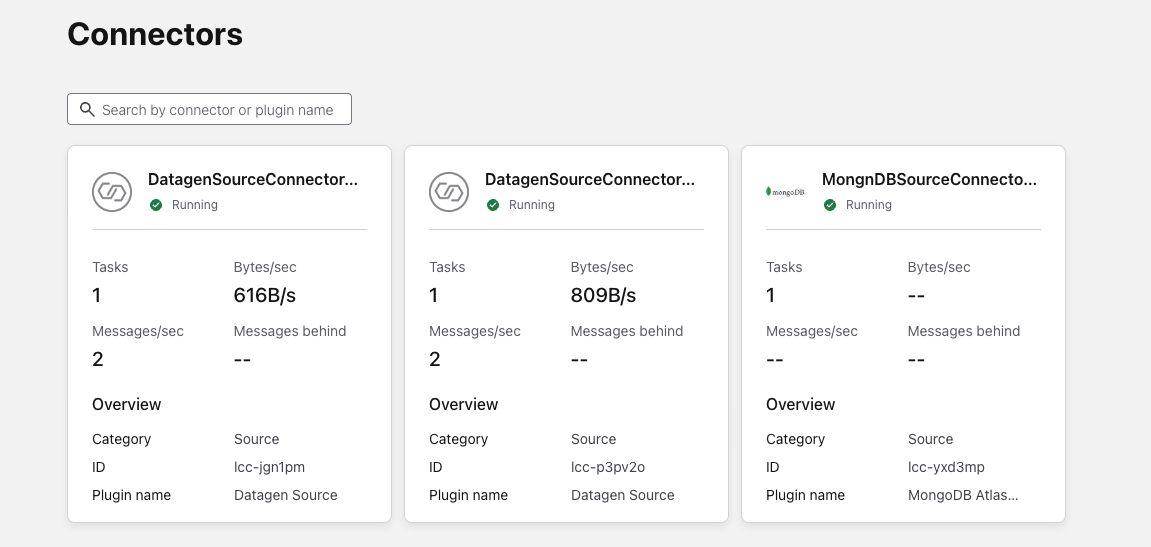 Connectors
Search by connector or plugin name
DatagenSourceConnector...
Running
Tasks
1
Bytes/sec
616B/s
Messages/sec
2
Messages behind
--
Overview
Category Source
ID lcc-jgn1pm
Plugin name Datagen Source
DatagenSourceConnector...
Running
Tasks
1
Bytes/sec
809B/s
Messages/sec
2
Messages behind
--
Overview
Category Source
ID lcc-p3pv2o
Plugin name Datagen Source
mongoDB.
MongnDBSourceConnecto...
Running
Tasks
1
Bytes/sec
--
Messages/sec
--
Messages behind
--
Overview
Category Source
ID lcc-yxd3mp
Plugin name MongoDB Atlas...